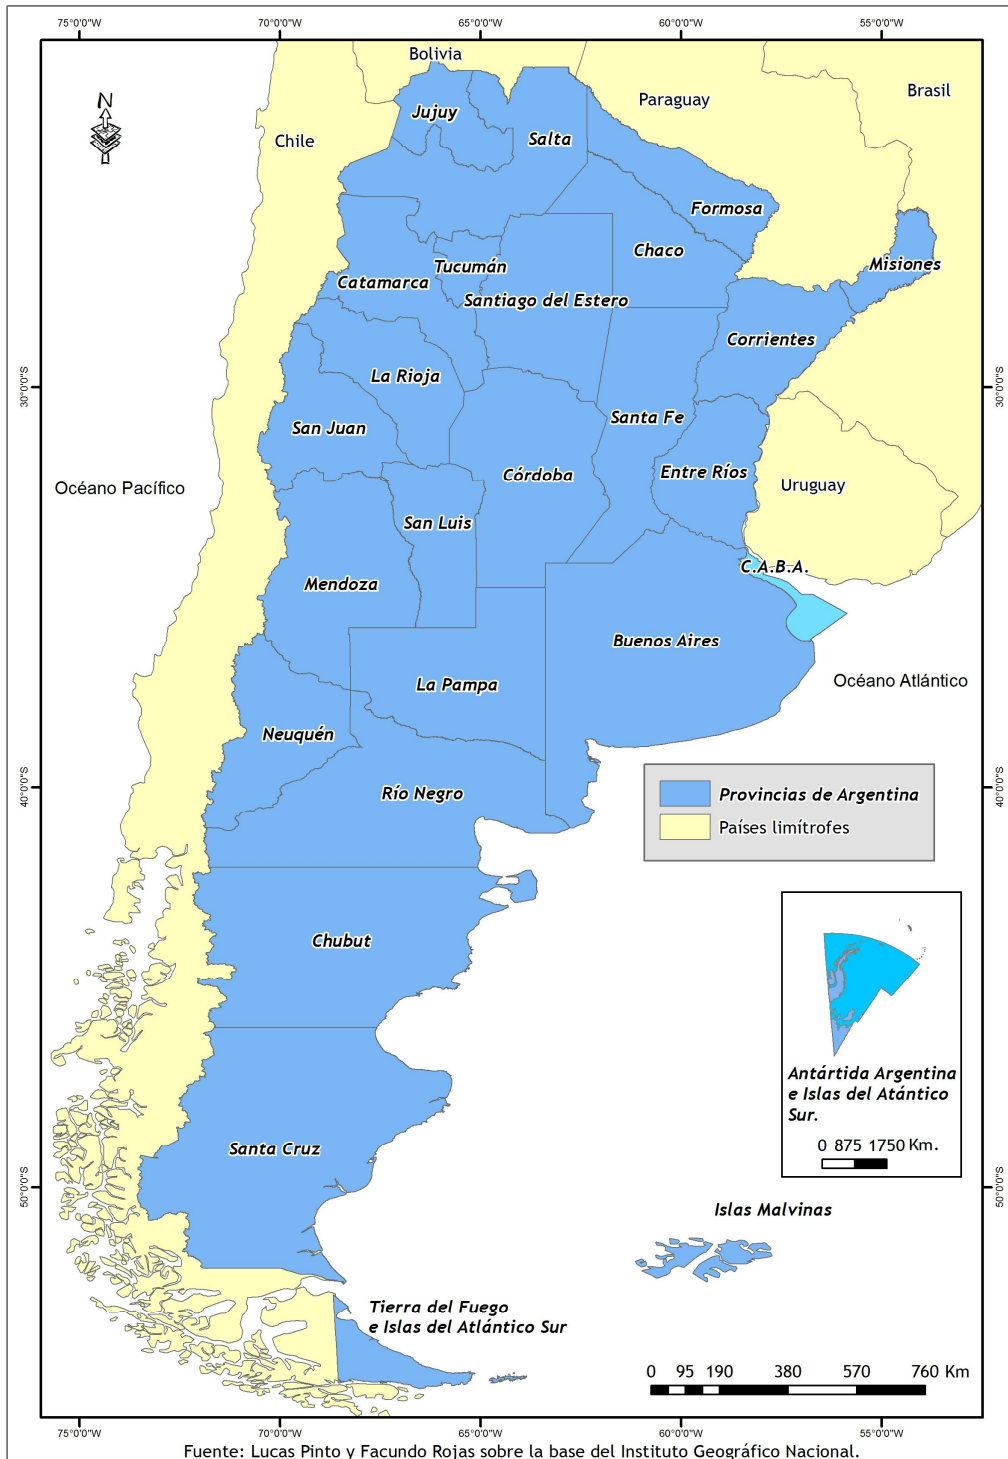 75°0'0"W 70°0'0"W 65°0'0"W 60°0'0"W 55°0'0"W
N
Bolivia
Paraguay
Brasil
Chile
Jujuy
Salta
Formosa
Chaco
Misiones
Tucumán
Catamarca
Santiago del Estero
Corrientes
La Rioja
30°0'0"S
30°0'0"S
San Juan
Santa Fe
Córdoba
Entre Ríos
Uruguay
Océano Pacífico
San Luis
C.A.B.A.
Mendoza
Buenos Aires
Océano Atlántico
La Pampa
Neuquén
Río Negro
40°0'0"S
40°0'0"S
Provincias de Argentina
Países limítrofes
Chubut
Antártida Argentina
e Islas del Atántico
Sur.
0 875 1750 Km.
Santa Cruz
50°0'0"S
50°0'0"S
Islas Malvinas
Tierra del Fuego
e Islas del Atlántico Sur
0 95 190 380 570 760 Km
75°0'0"W 70°0'0"W 65°0'0"W 60°0'0"W 55°0'0"W
Fuente: Lucas Pinto y Facundo Rojas sobre la base del Instituto Geográfico Nacional.